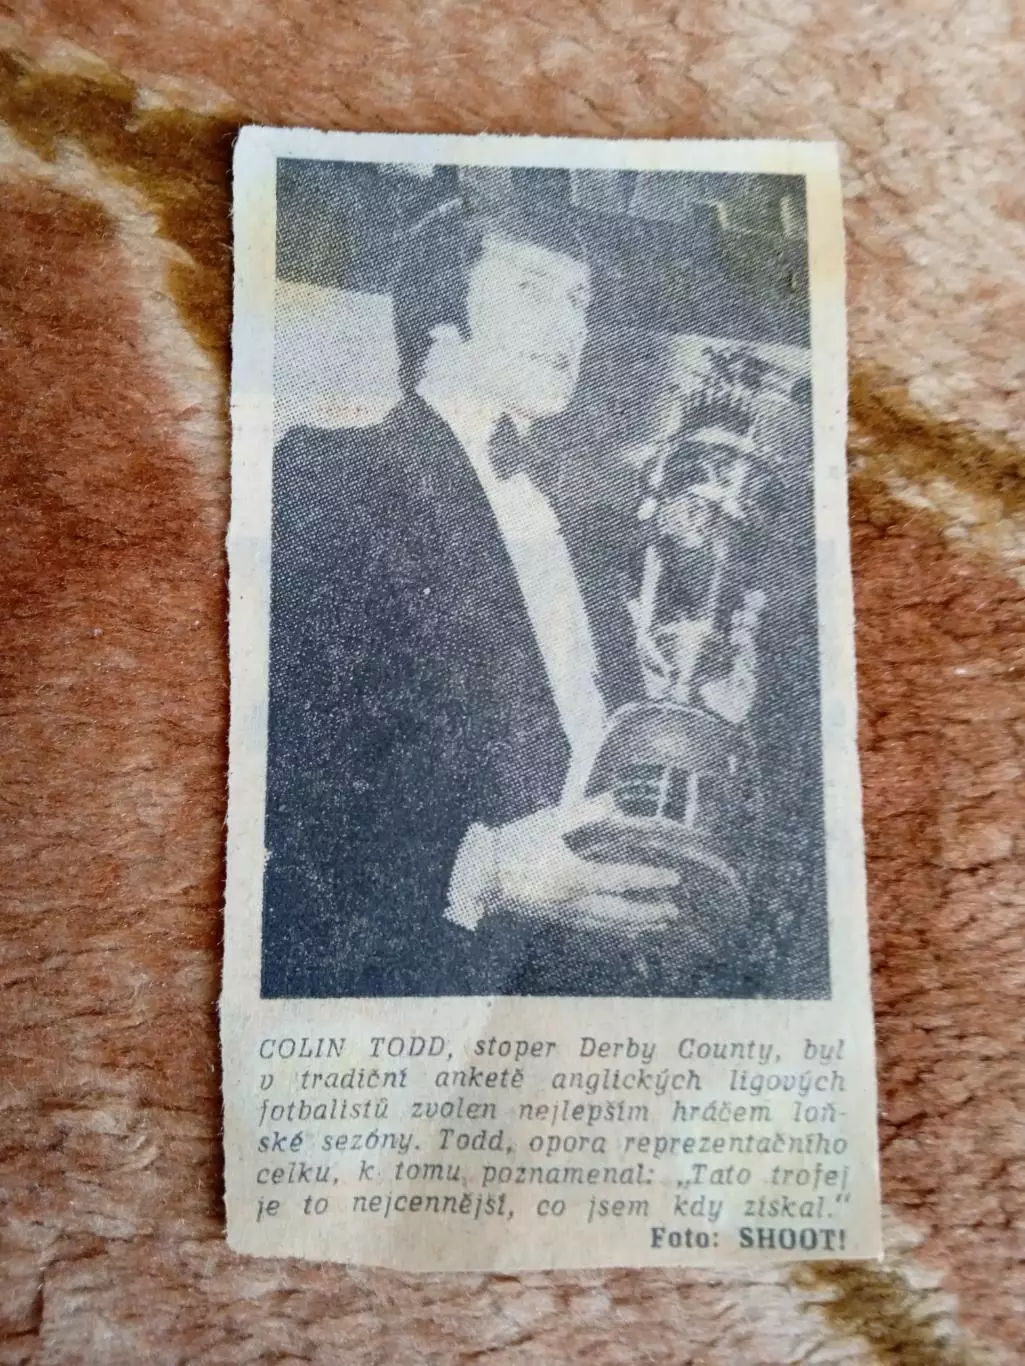 COLIN TODD, stoper Derby County, byl
v tradiční anketě anglických ligových
fotbalistů zvolen nejlepším hráčem loň-
ské sezóny. Todd, opora reprezentačního
celku, k tomu poznamenal: „Tato trofej
je to nejcennější, co jsem kdy získal.“
Foto: SHOOT!